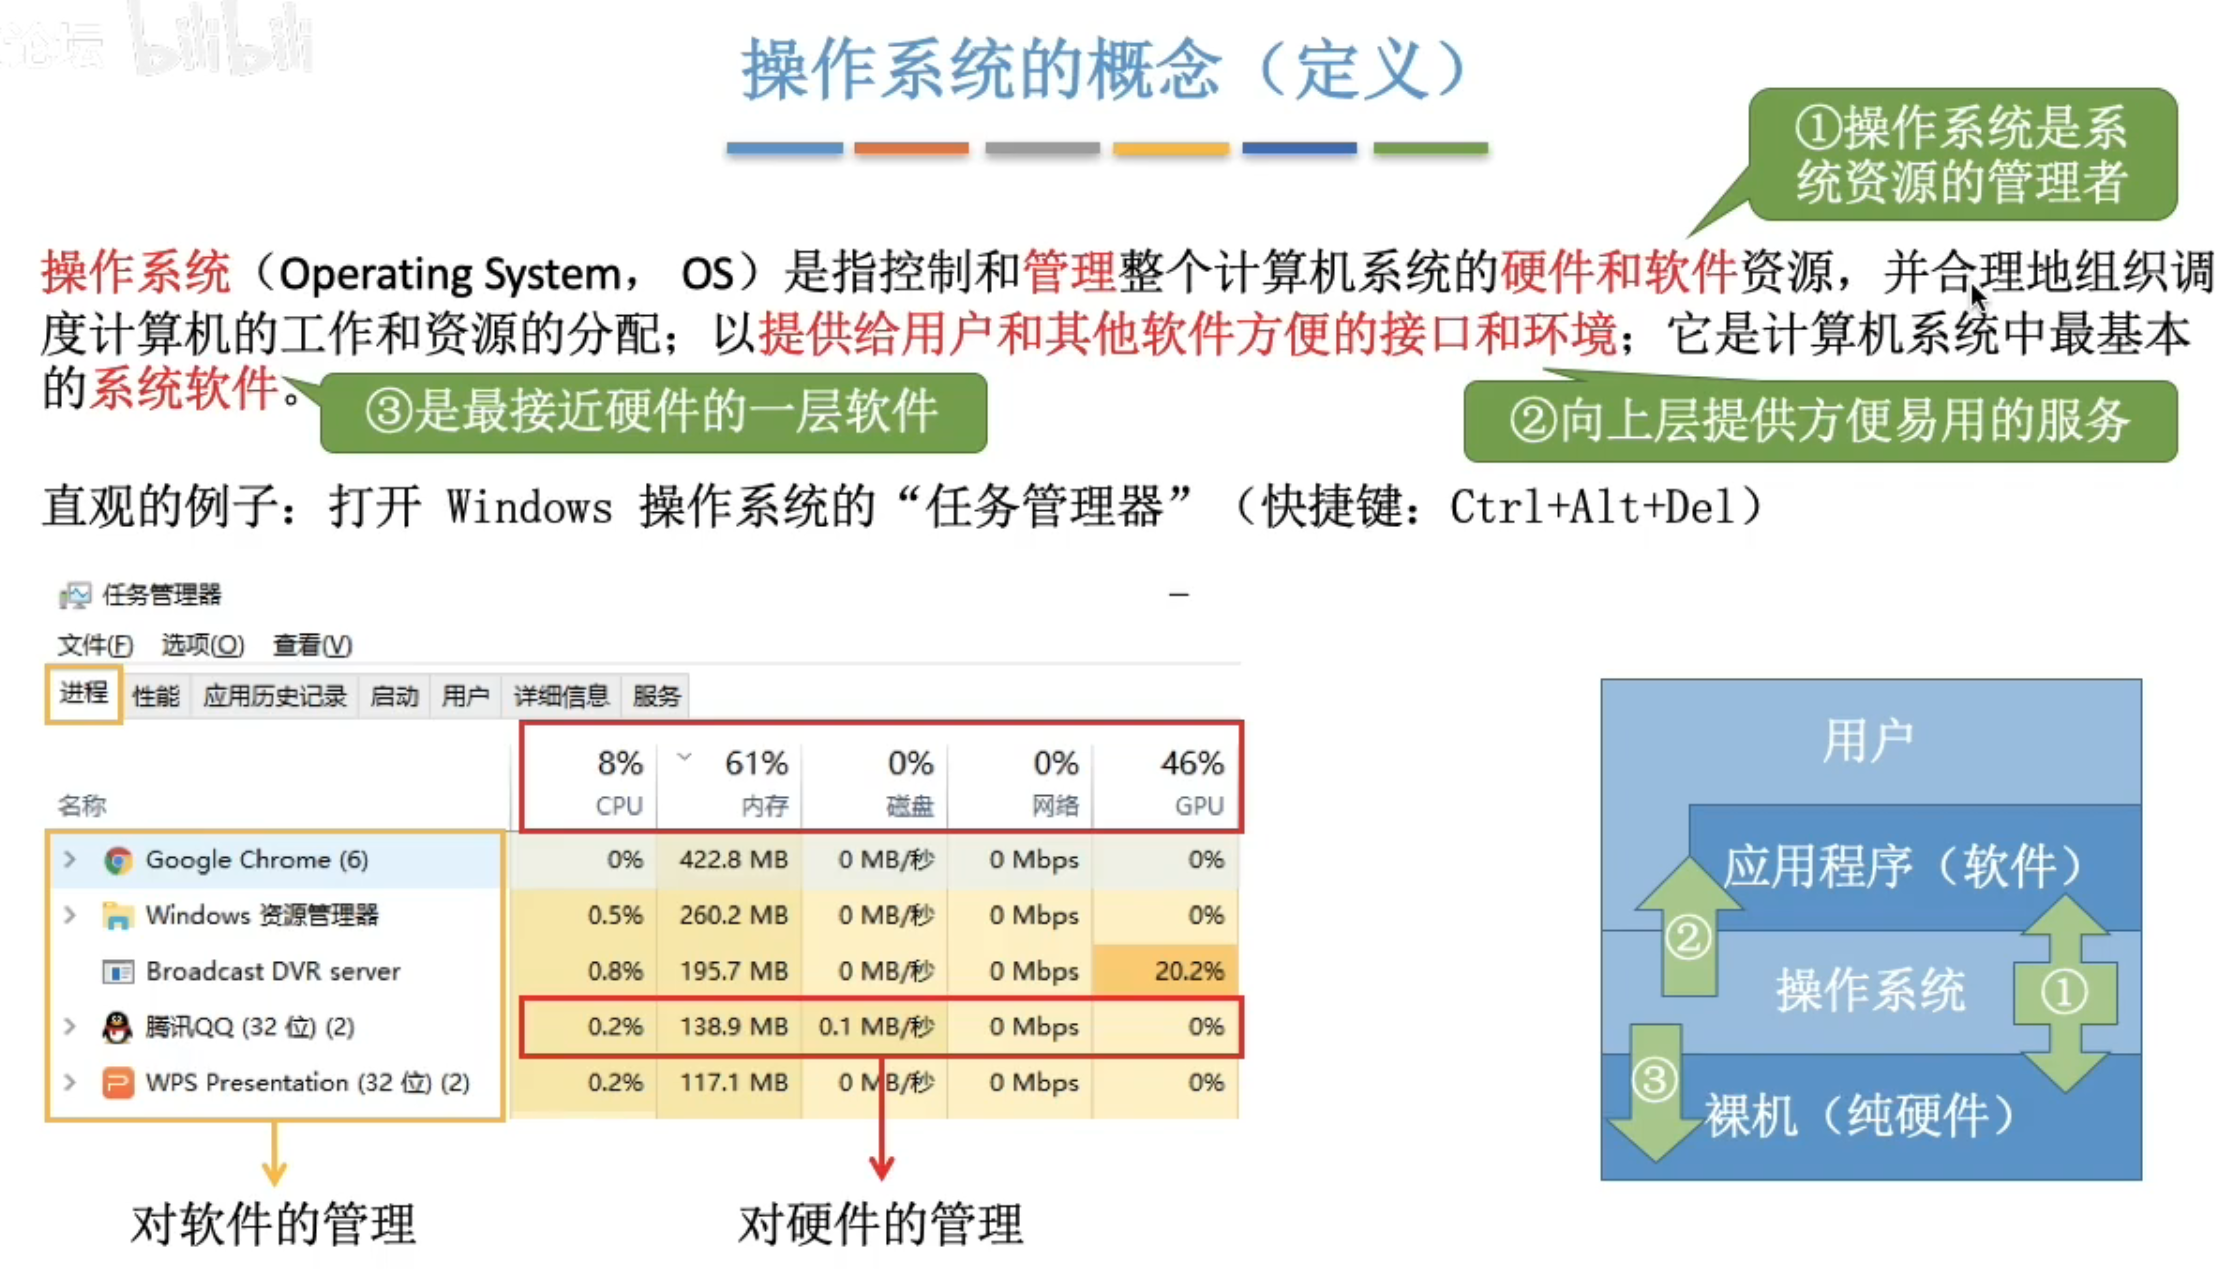 论坛 bilibili
操作系统的概念（定义）
①操作系统是系
统资源的管理者
操作系统（Operating System， OS）是指控制和管理整个计算机系统的硬件和软件资源，并合理地组织调
度计算机的工作和资源的分配；以提供给用户和其他软件方便的接口和环境；它是计算机系统中最基本
的系统软件。
③是最接近硬件的一层软件
②向上层提供方便易用的服务
直观的例子：打开 Windows 操作系统的“任务管理器”（快捷键：Ctrl+Alt+Del）
任务管理器
文件(F) 选项(O) 查看(V)
进程 性能 应用历史记录 启动 用户 详细信息 服务
8% 61% 0% 0% 46%
名称 CPU 内存 磁盘 网络 GPU
Google Chrome (6) 0% 422.8 MB 0 MB/秒 0 Mbps 0%
Windows 资源管理器 0.5% 260.2 MB 0 MB/秒 0 Mbps 0%
Broadcast DVR server 0.8% 195.7 MB 0 MB/秒 0 Mbps 20.2%
腾讯QQ (32 位) (2) 0.2% 138.9 MB 0.1 MB/秒 0 Mbps 0%
WPS Presentation (32 位) (2) 0.2% 117.1 MB 0 MB/秒 0 Mbps 0%
对软件的管理
对硬件的管理
用户
应用程序（软件）
②
操作系统
①
③
裸机（纯硬件）